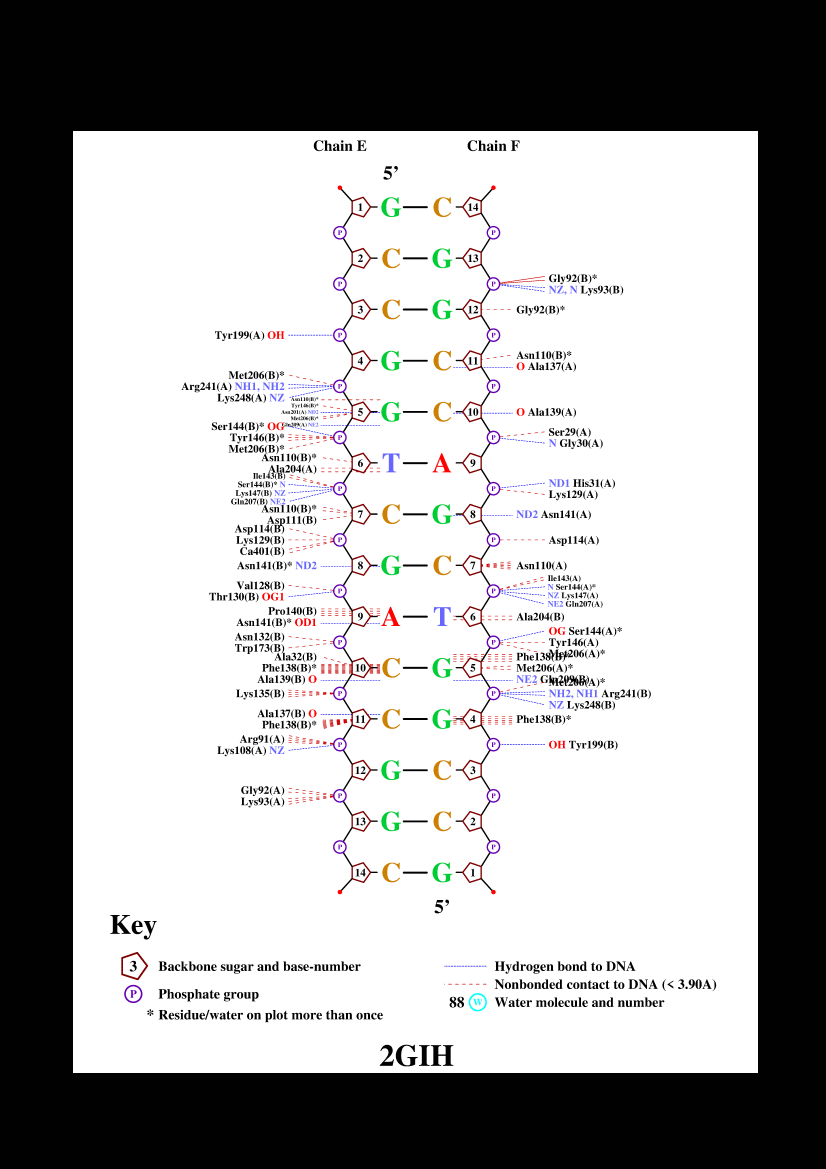 Chain E Chain F
5’
1 G C 14
P P
2 C G 13
P P
Gly92(B)*
NZ, N Lys93(B)
3 C G 12 Gly92(B)*
Tyr199(A) OH P P
4 G C 11
Asn110(B)*
O Ala137(A)
Met206(B)*
Arg241(A) NH1, NH2 P P
Lys248(A) NZ
Asn110(B)*
Tyr146(B)*
Asn201(A) ND2
Met206(B)*
Gln209(A) NE2
5 G C 10 O Ala139(A)
Ser144(B)* OG
Tyr146(B)* P P
Met206(B)*
Ser29(A)
N Gly30(A)
Asn110(B)*
Ala204(A)
6 T A 9
Ile143(B)
Ser144(B)* N
Lys147(B) NZ
Gln207(B) NE2
P P
ND1 His31(A)
Lys129(A)
Asn110(B)*
Asp111(B)
7 C G 8 ND2 Asn141(A)
Asp114(B)
Lys129(B) P P Asp114(A)
Ca401(B)
Asn141(B)* ND2 8 G C 7 Asn110(A)
Val128(B)
Thr130(B) OG1
P P
Ile143(A)
N Ser144(A)*
NZ Lys147(A)
NE2 Gln207(A)
Pro140(B)
Asn141(B)* OD1
9 A T 6 Ala204(B)
Asn132(B)
Trp173(B)
P P
OG Ser144(A)*
Tyr146(A)
Met206(A)*
Ala32(B)
Phe138(B)*
Ala139(B) O
10 C G 5
Phe138(B)*
Met206(A)*
NE2 Gln209(B)
Lys135(B) P P
Met206(A)*
NH2, NH1 Arg241(B)
NZ Lys248(B)
Ala137(B) O
Phe138(B)*
11 C G 4 Phe138(B)*
Arg91(A)
Lys108(A) NZ
P P OH Tyr199(B)
12 G C 3
Gly92(A)
Lys93(A)
P P
13 G C 2
P P
14 C G 1
5’
Key
3 Backbone sugar and base-number
P Phosphate group
* Residue/water on plot more than once
Hydrogen bond to DNA
Nonbonded contact to DNA (< 3.90A)
88 W Water molecule and number
2GIH